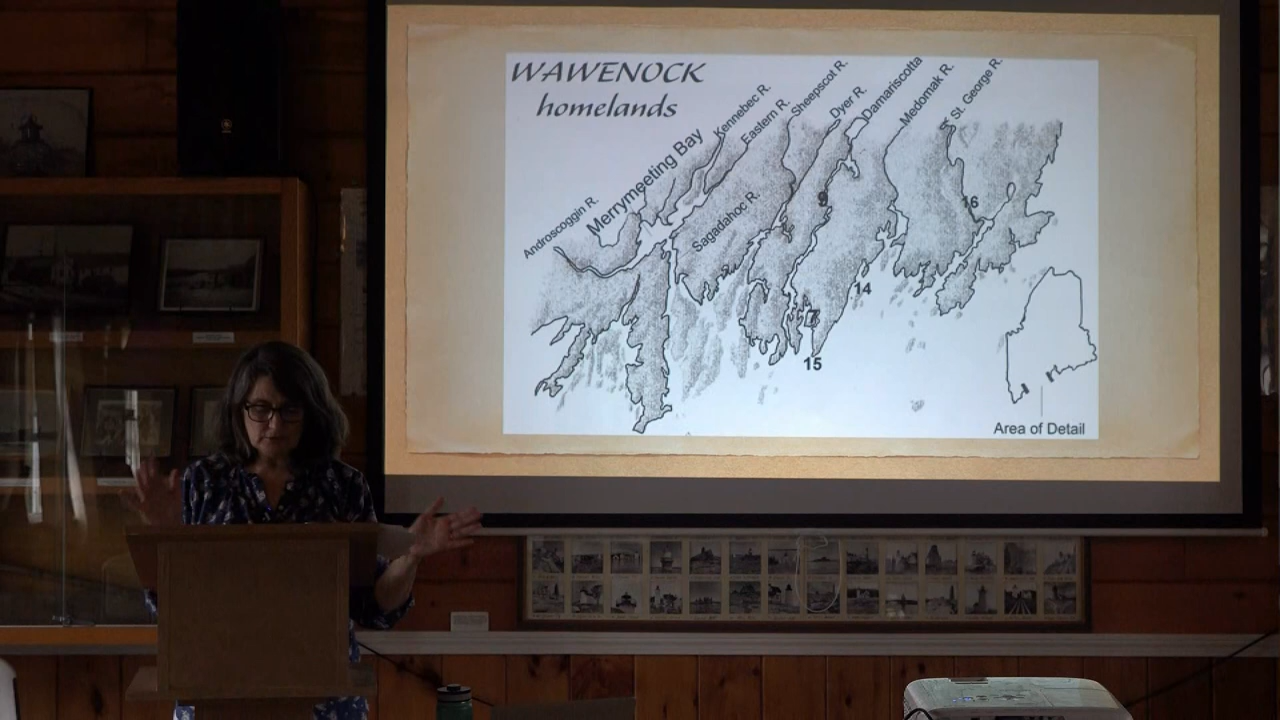 WAWENOCK
homelands
Androscoggin R.
Merrymeeting Bay
Kennebec R.
Eastern R.
Sagadahoc R.
Sheepscot R.
Dyer R.
Damariscotta
Medomak R.
St. George R.
9
16
14
15
Area of Detail